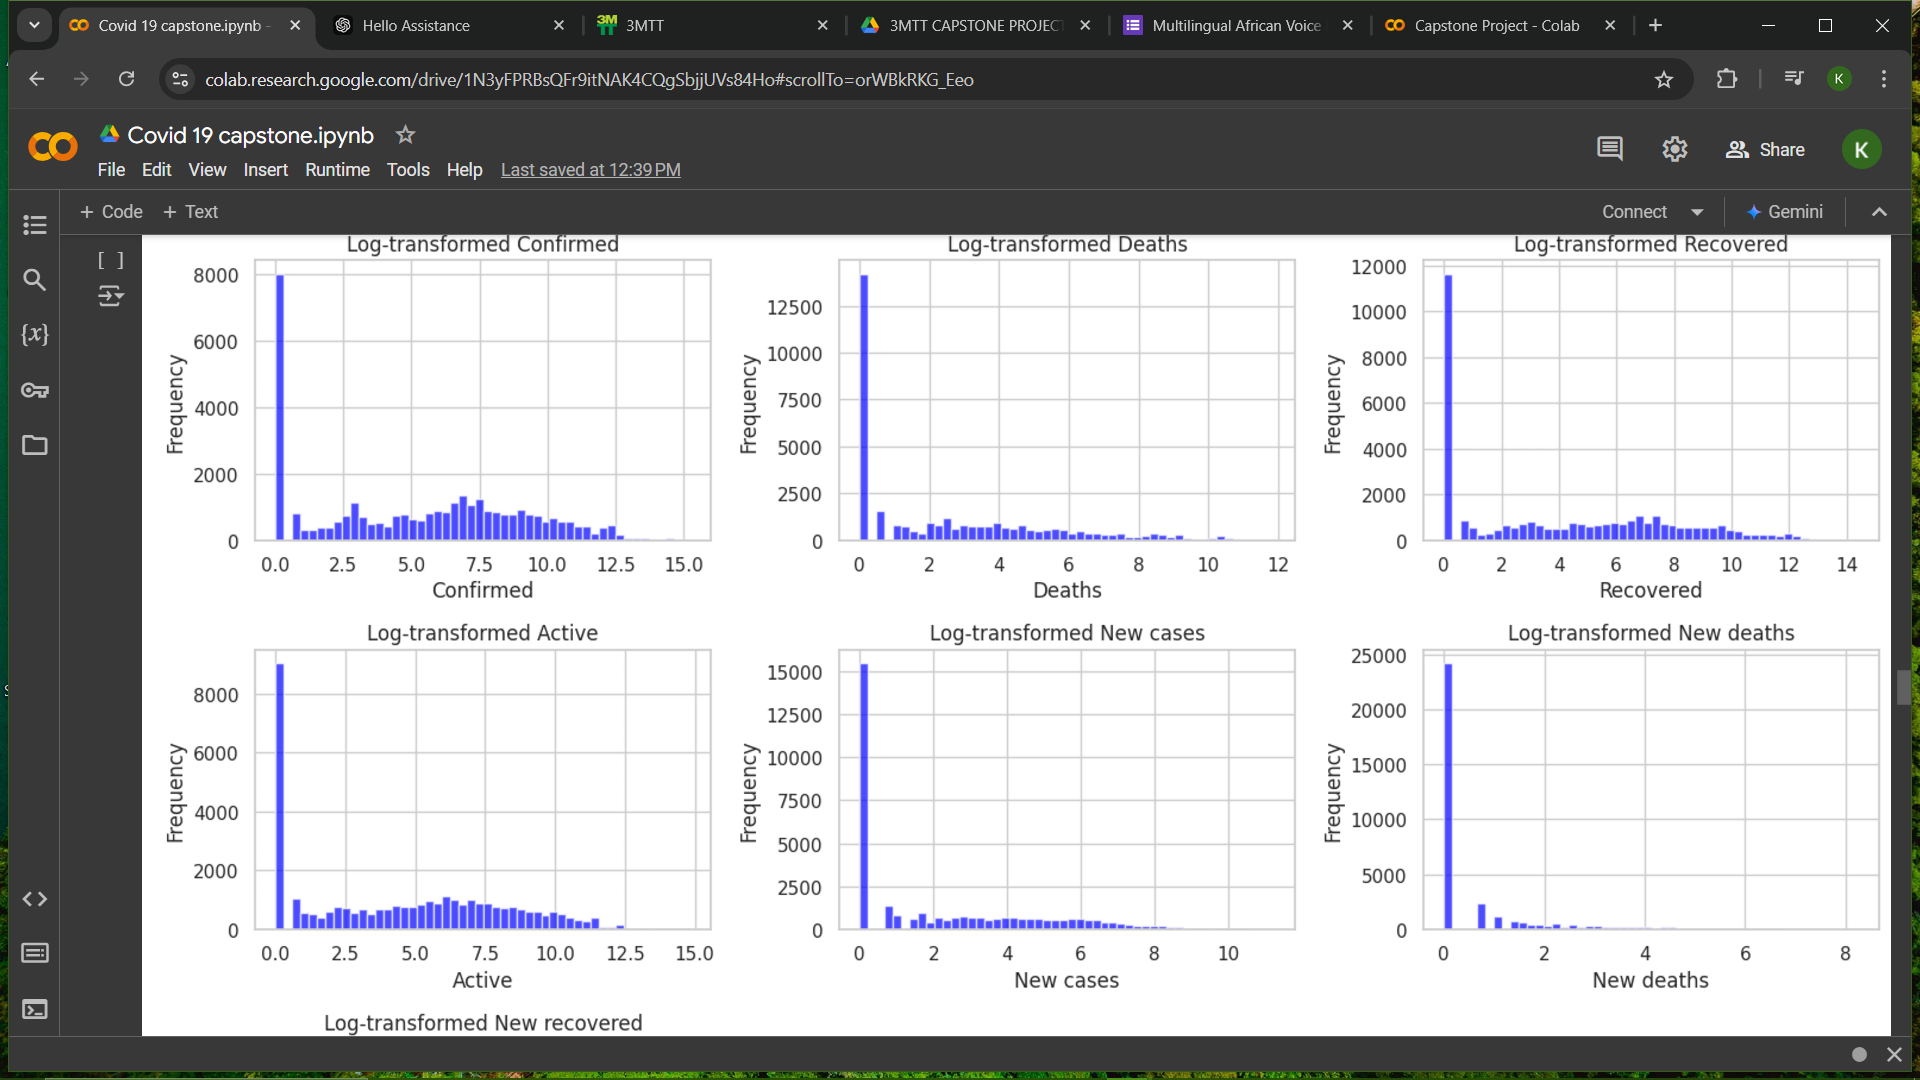 Covid 19 capstone.ipynb -
Hello Assistance
3MTT
3MTT CAPSTONE PROJECT
Multilingual African Voice
Capstone Project - Colab
colab.research.google.com/drive/1N3yFPRBsQFr9itNAK4CQgSbjjUVs84Ho#scrollTo=orWBkRKG_Eeo
K
Covid 19 capstone.ipynb
Share
K
File Edit View Insert Runtime Tools Help Last saved at 12:39 PM
+ Code + Text
Connect
Gemini
[ ]
{x}
Log-transformed Confirmed
8000
6000
4000
2000
0
Frequency
0.0 2.5 5.0 7.5 10.0 12.5 15.0
Confirmed
Log-transformed Deaths
12500
10000
7500
5000
2500
0
Frequency
0 2 4 6 8 10 12
Deaths
Log-transformed Recovered
12000
10000
8000
6000
4000
2000
0
Frequency
0 2 4 6 8 10 12 14
Recovered
Log-transformed Active
8000
6000
4000
2000
0
Frequency
0.0 2.5 5.0 7.5 10.0 12.5 15.0
Active
Log-transformed New cases
15000
12500
10000
7500
5000
2500
0
Frequency
0 2 4 6 8 10
New cases
Log-transformed New deaths
25000
20000
15000
10000
5000
0
Frequency
0 2 4 6 8
New deaths
Log-transformed New recovered